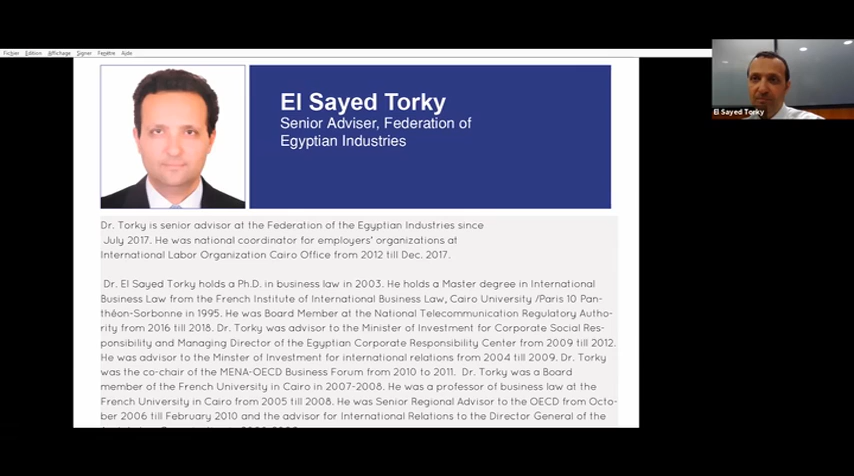 Fichier Edition Affichage Signer Fenêtre Aide
El Sayed Torky
Senior Adviser, Federation of
Egyptian Industries
El Sayed Torky
Dr. Torky is senior advisor at the Federation of the Egyptian Industries since
July 2017. He was national coordinator for employers' organizations at
International Labor Organization Cairo Office from 2012 till Dec. 2017.
Dr. El Sayed Torky holds a Ph.D. in business law in 2003. He holds a Master degree in International
Business Law from the French Institute of International Business Law, Cairo University /Paris 10 Pan-
théon-Sorbonne in 1995. He was Board Member at the National Telecommunication Regulatory Autho-
rity from 2016 till 2018. Dr. Torky was advisor to the Minister of Investment for Corporate Social Res-
ponsibility and Managing Director of the Egyptian Corporate Responsibility Center from 2009 till 2012.
He was advisor to the Minster of Investment for international relations from 2004 till 2009. Dr. Torky
was the co-chair of the MENA-OECD Business Forum from 2010 to 2011. Dr. Torky was a Board
member of the French University in Cairo in 2007-2008. He was a professor of business law at the
French University in Cairo from 2005 till 2008. He was Senior Regional Advisor to the OECD from Octo-
ber 2006 till February 2010 and the advisor for International Relations to the Director General of the